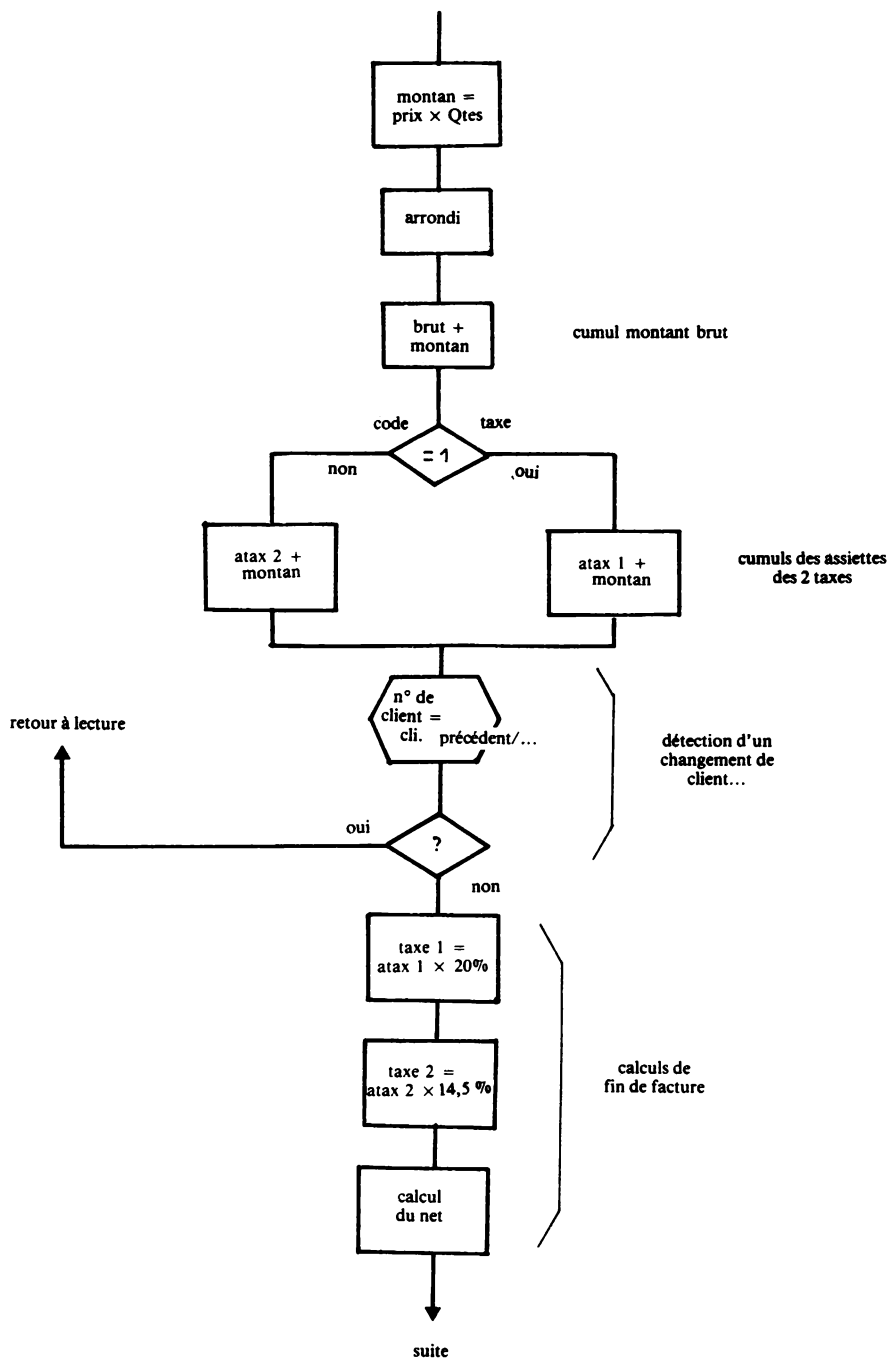 montan =
prix × Qtes
arrondi
brut +
montan
cumul montant brut
code taxe
= 1
non
oui
atax 2 +
montan
atax 1 +
montan
cumuls des assiettes
des 2 taxes
n° de
client =
cli. précédent/...
retour à lecture
détection d'un
changement de
client...
oui
?
non
taxe 1 =
atax 1 × 20%
taxe 2 =
atax 2 × 14,5 %
calculs de
fin de facture
calcul
du net
suite